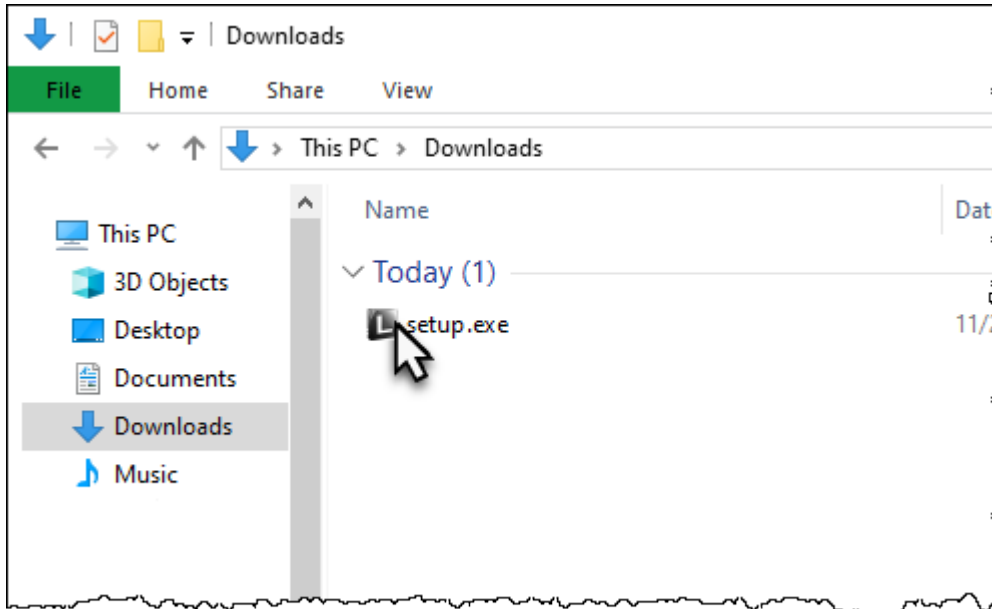 Downloads
File Home Share View
This PC > Downloads
Name
This PC
Today (1)
3D Objects
L setup.exe
Desktop
Documents
Downloads
Music